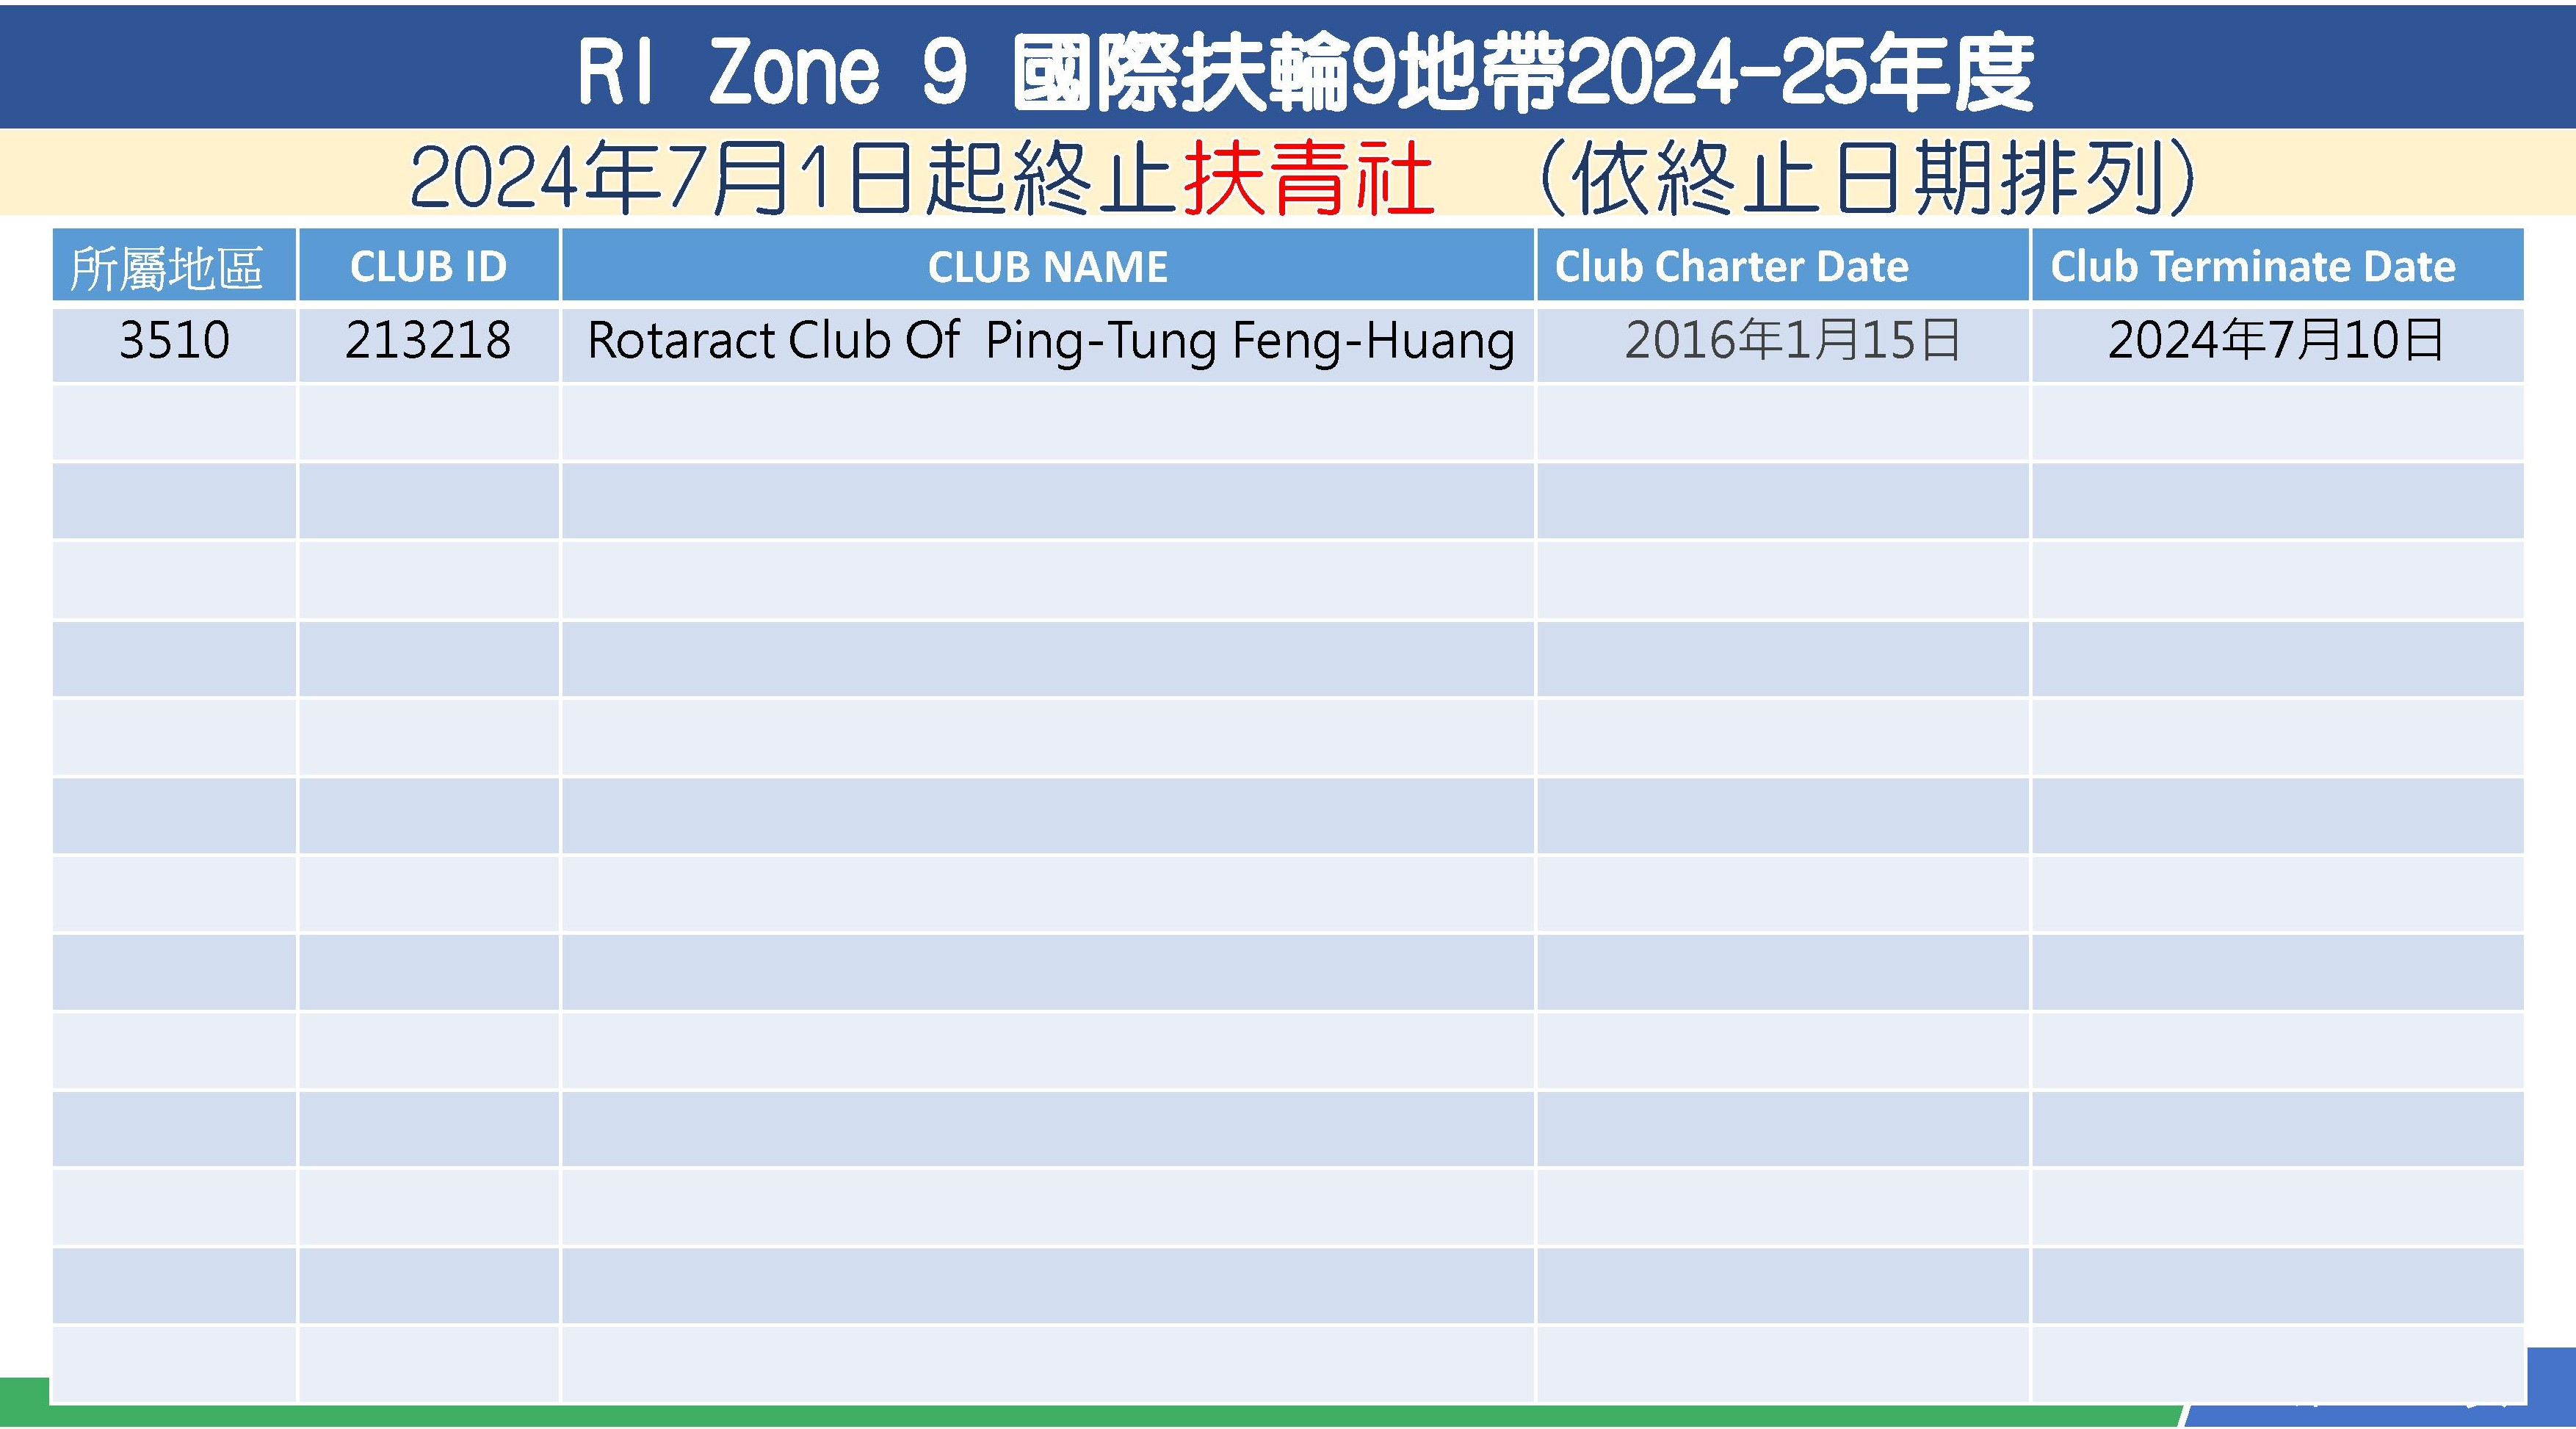 RI Zone 9 國際扶輪9地帶2024-25年度
2024年7月1日起終止扶青社 (依終止日期排列)
所屬地區 CLUB ID CLUB NAME Club Charter Date Club Terminate Date
3510 213218 Rotaract Club Of Ping-Tung Feng-Huang 2016年1月15日 2024年7月10日